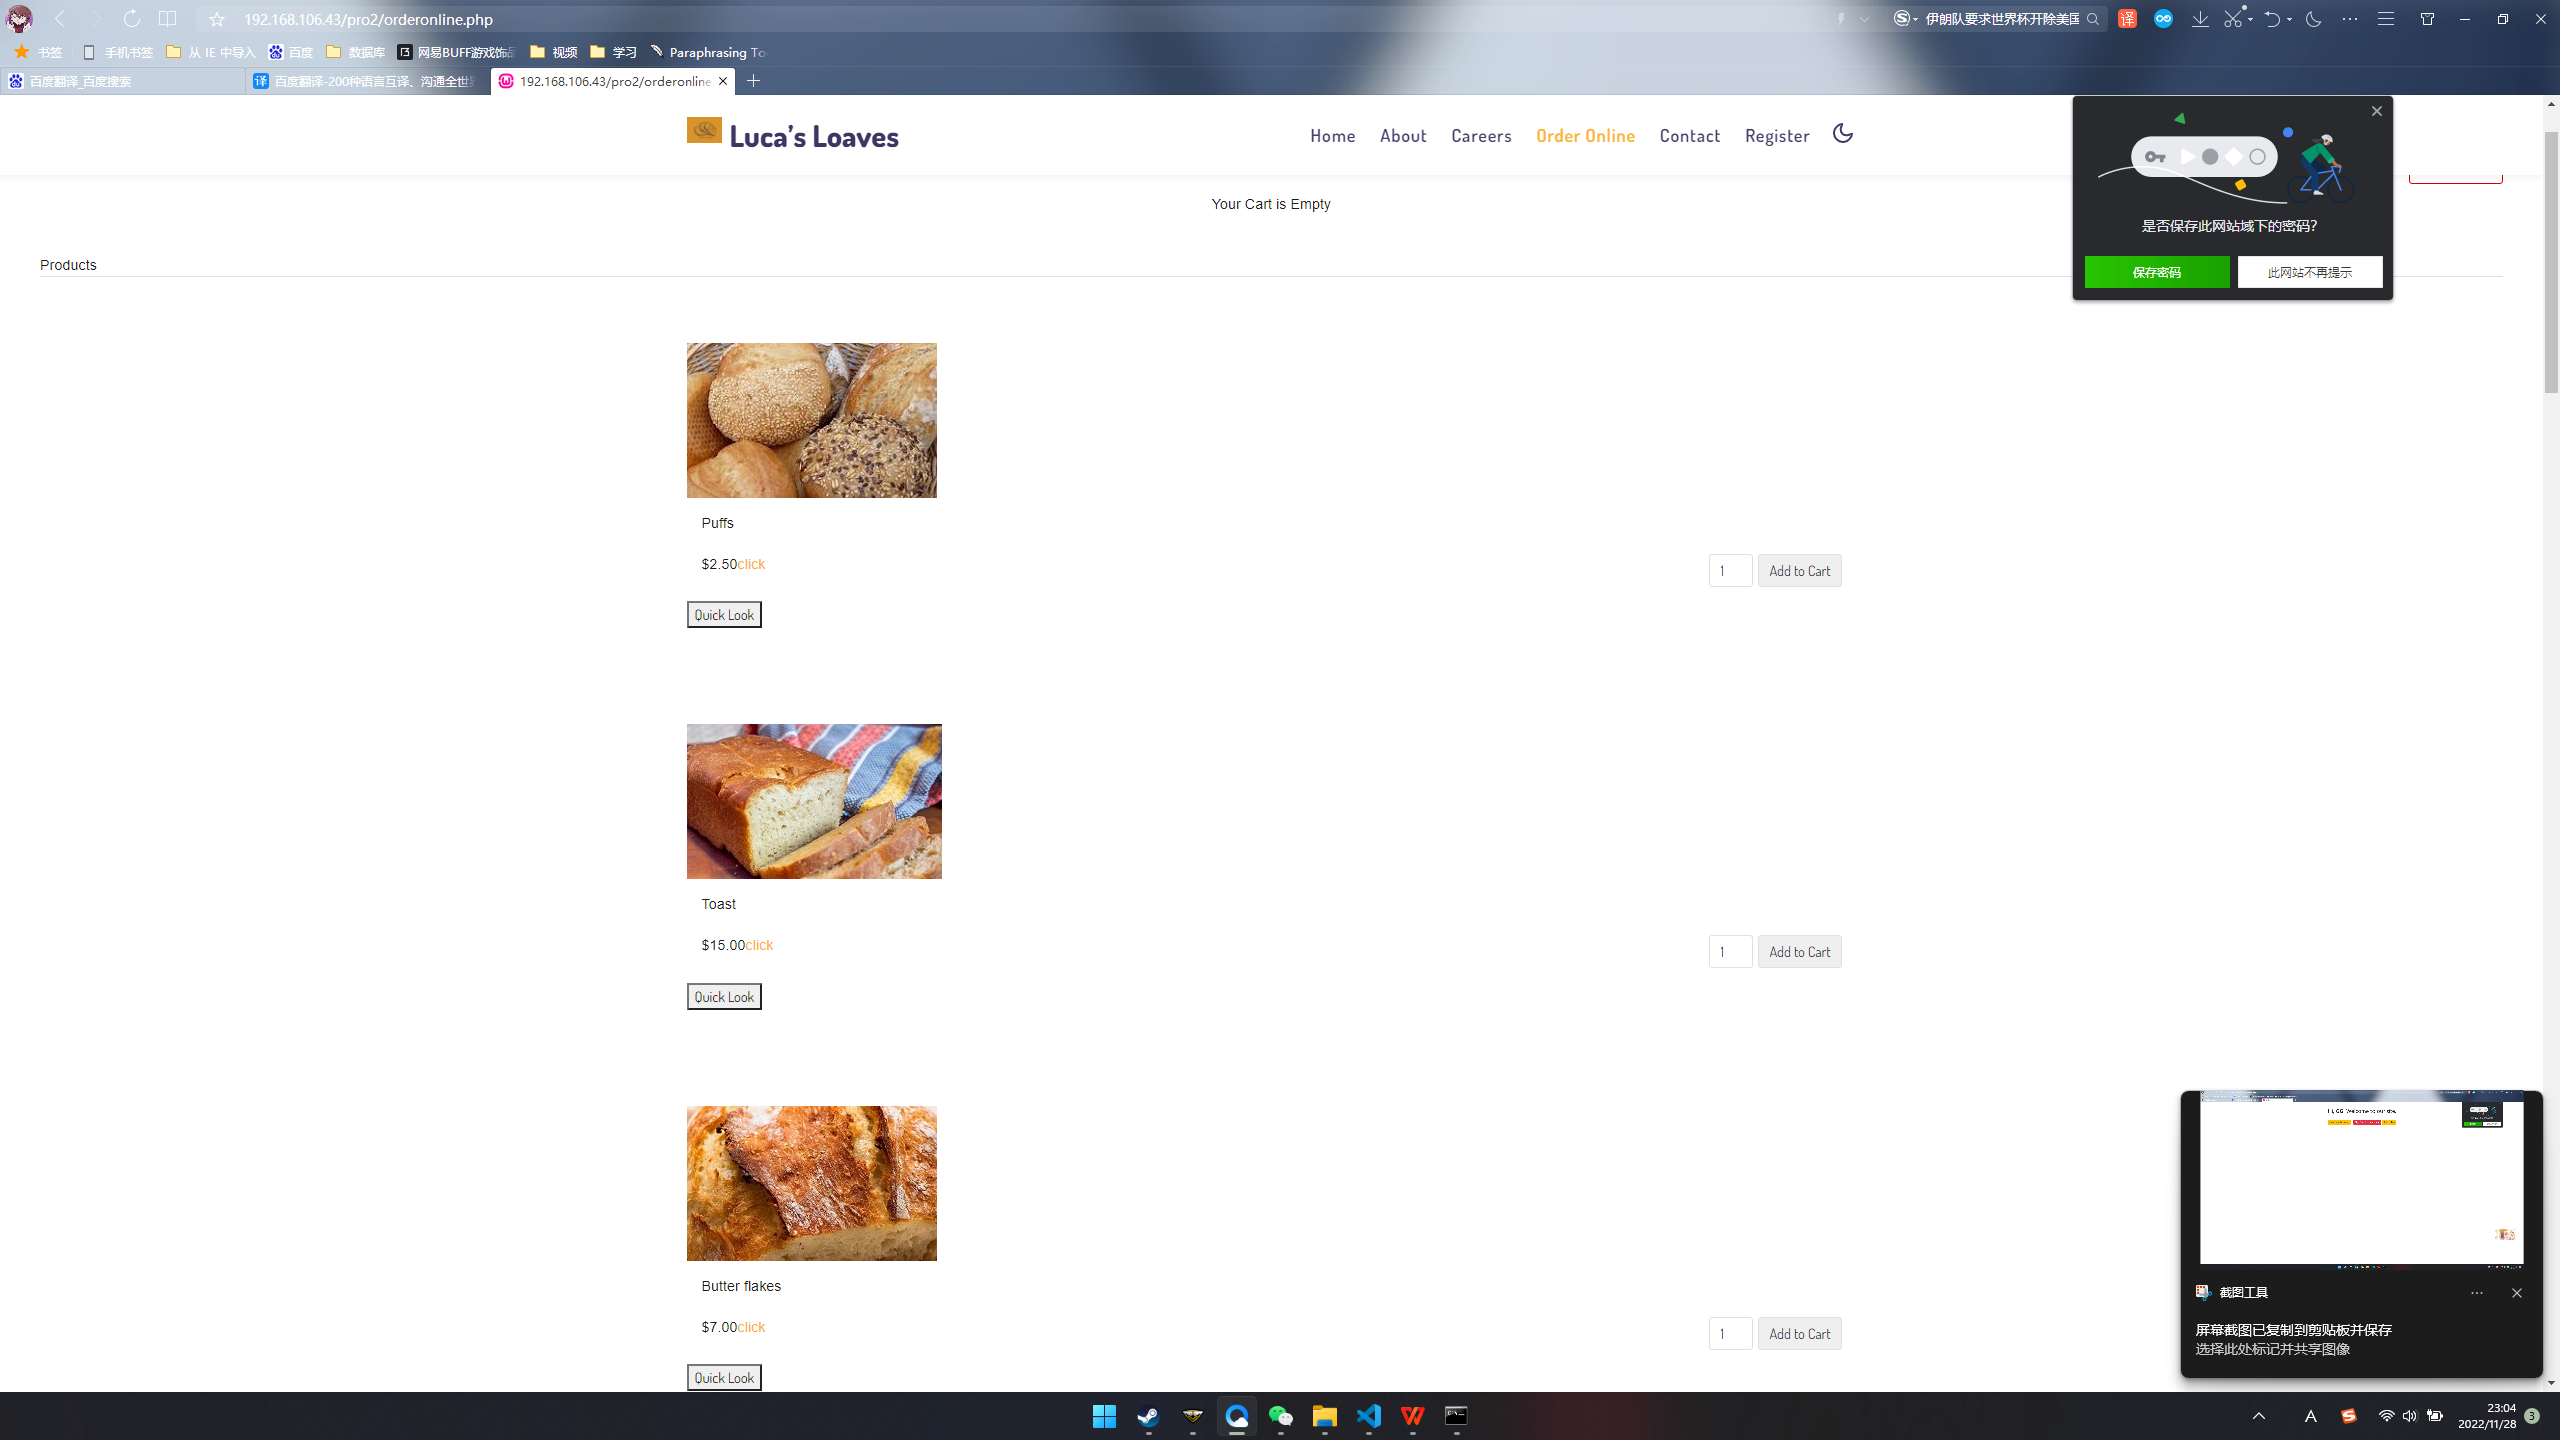 192.168.106.43/pro2/orderonline.php
伊朗队要求世界杯开除美国
译
书签
手机书签
从 IE 中导入
百度
数据库
网易BUFF游戏饰品
视频
学习
Paraphrasing To
百度翻译_百度搜索
译 百度翻译-200种语言互译、沟通全世界
192.168.106.43/pro2/orderonline
Luca's Loaves
Home
About
Careers
Order Online
Contact
Register
是否保存此网站域下的密码?
保存密码
此网站不再提示
Your Cart is Empty
Products
Puffs
$2.50click
1
Add to Cart
Quick Look
Toast
$15.00click
1
Add to Cart
Quick Look
Butter flakes
$7.00click
1
Add to Cart
Quick Look
截图工具
屏幕截图已复制到剪贴板并保存
选择此处标记并共享图像
A
23:04
2022/11/28
3